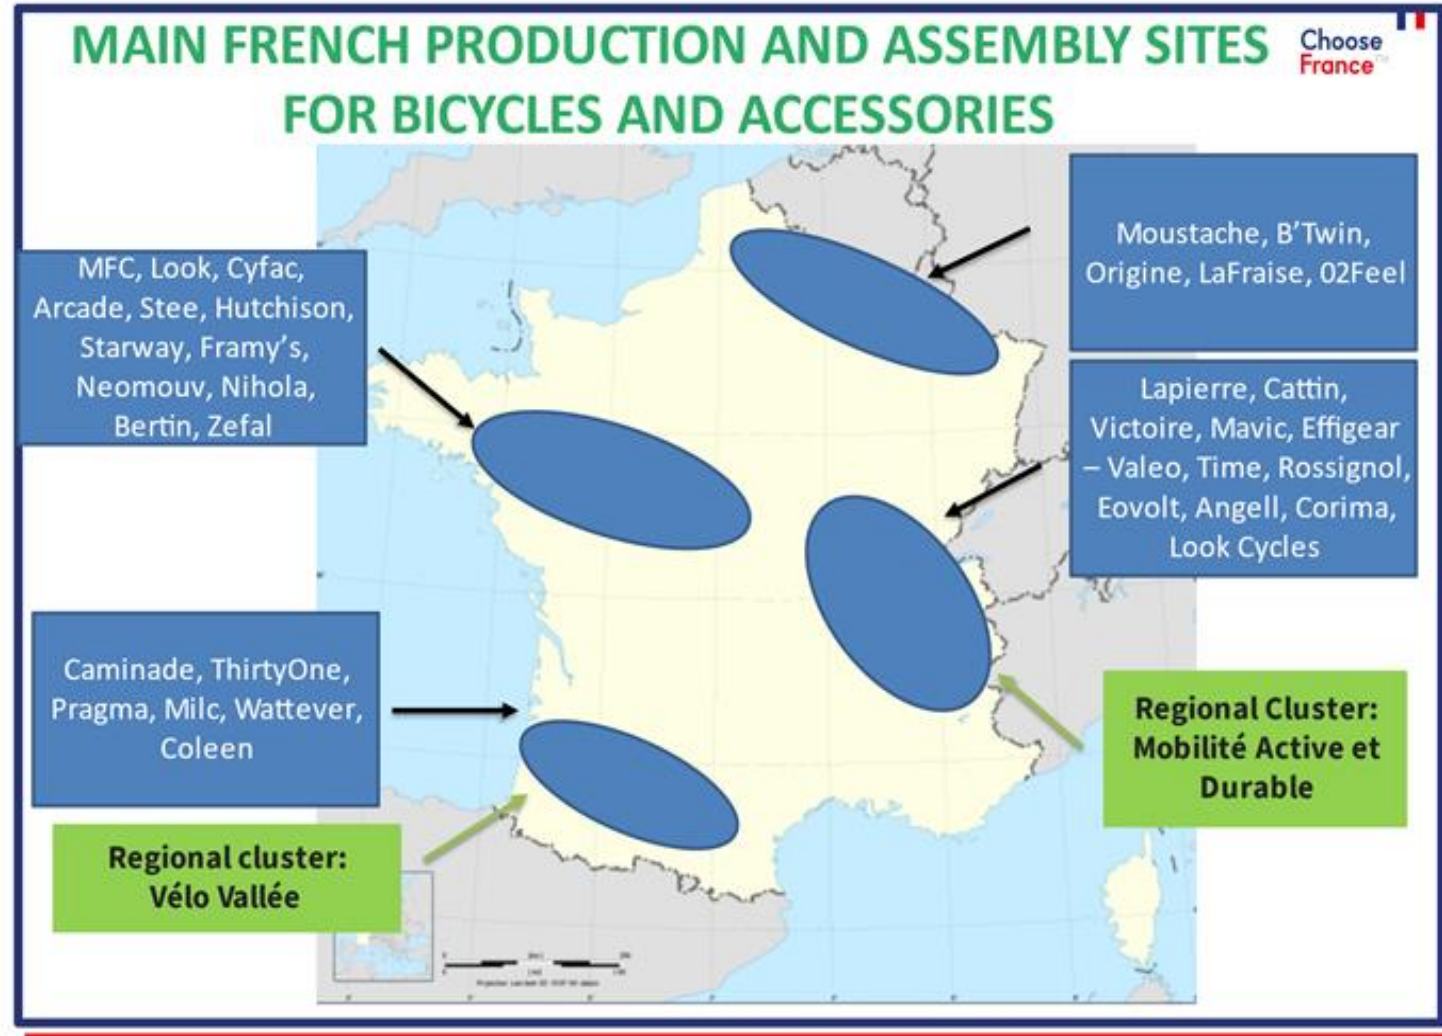 MAIN FRENCH PRODUCTION AND ASSEMBLY SITES
FOR BICYCLES AND ACCESSORIES
Choose
France
Moustache, B'Twin,
Origine, LaFraise, 02Feel
MFC, Look, Cyfac,
Arcade, Stee, Hutchison,
Starway, Framy's,
Neomouv, Nihola,
Bertin, Zefal
Lapierre, Cattin,
Victoire, Mavic, Effigear
– Valeo, Time, Rossignol,
Eovolt, Angell, Corima,
Look Cycles
Caminade, ThirtyOne,
Pragma, Milc, Wattever,
Coleen
Regional Cluster:
Mobilité Active et
Durable
Regional cluster:
Vélo Vallée